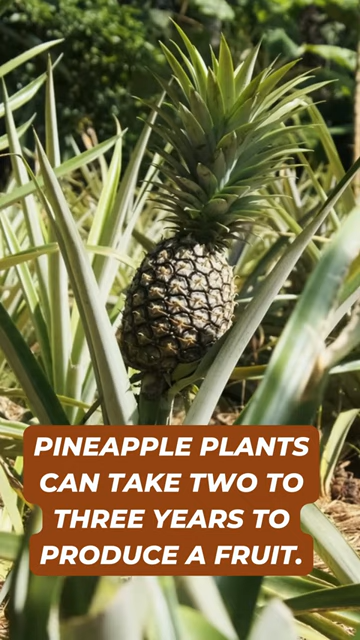 PINEAPPLE PLANTS
CAN TAKE TWO TO
THREE YEARS TO
PRODUCE A FRUIT.